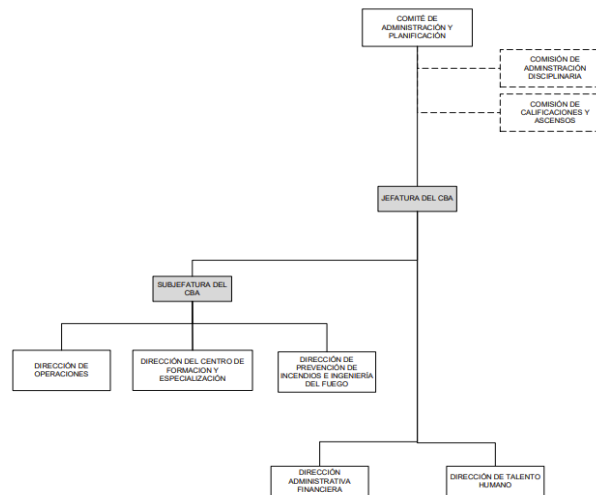 COMITÉ DE
ADMINISTRACIÓN Y
PLANIFICACIÓN
COMISIÓN DE
ADMINSTRACIÓN
DISCIPLINARIA
COMISIÓN DE
CALIFICACIONES Y
ASCENSOS
JEFATURA DEL CBA
SUBJEFATURA DEL
CBA
DIRECCIÓN DE
OPERACIONES
DIRECCIÓN DEL CENTRO DE
FORMACION Y
ESPECIALIZACIÓN
DIRECCIÓN DE
PREVENCIÓN DE
INCENDIOS E INGENIERÍA
DEL FUEGO
DIRECCIÓN
ADMINISTRATIVA
FINANCIERA
DIRECCIÓN DE TALENTO
HUMANO